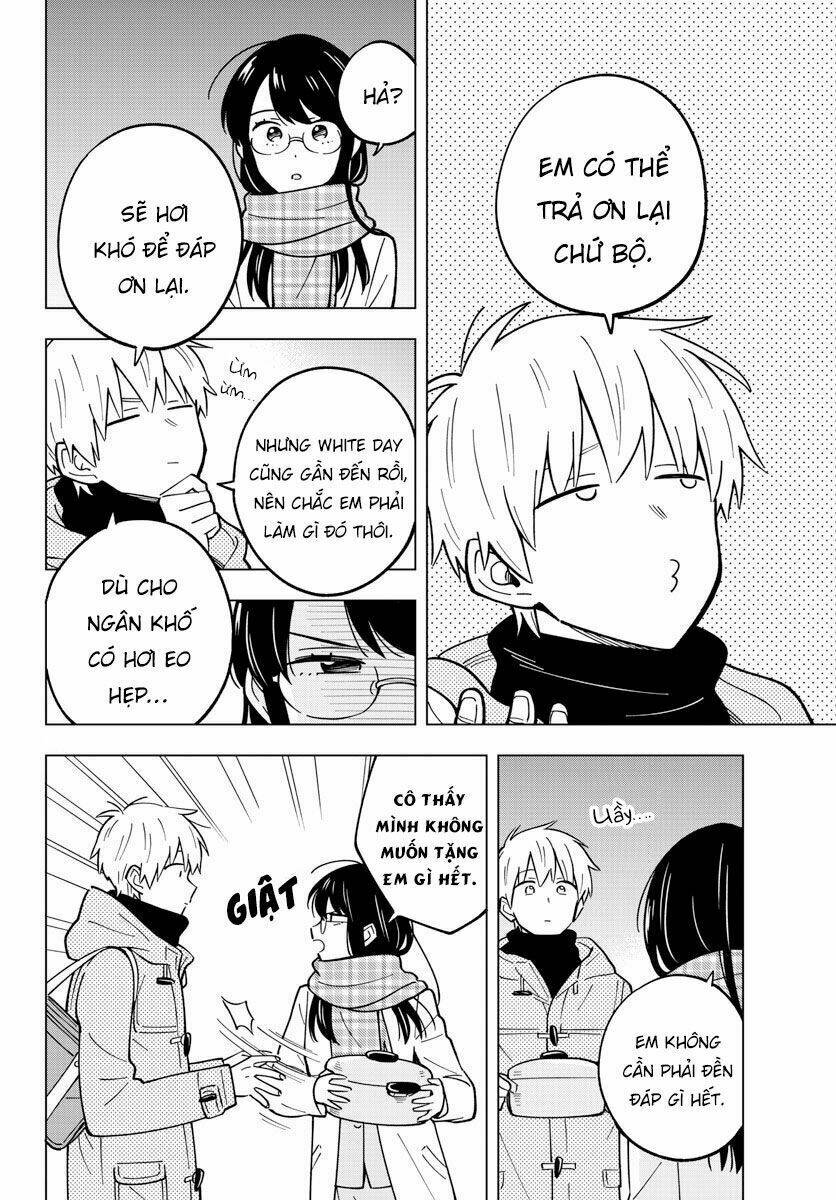 EM CÓ THỂ
TRẢ ƠN LẠI
CHỨ BỘ.
HẢ?
SẼ HƠI
KHÓ ĐỂ ĐÁP
ƠN LẠI.
NHƯNG WHITE DAY
CŨNG GẦN ĐẾN RỒI,
NÊN CHẮC EM PHẢI
LÀM GÌ ĐÓ THÔI.
Ừm
ừm...
DÙ CHO
NGÂN KHỐ
CÓ HƠI EO
HẸP...
Uầy....
EM KHÔNG
CẦN PHẢI ĐỀN
ĐÁP GÌ HẾT.
CÔ THẤY
MÌNH KHÔNG
MUỐN TẶNG
EM GÌ HẾT.
GIẬT